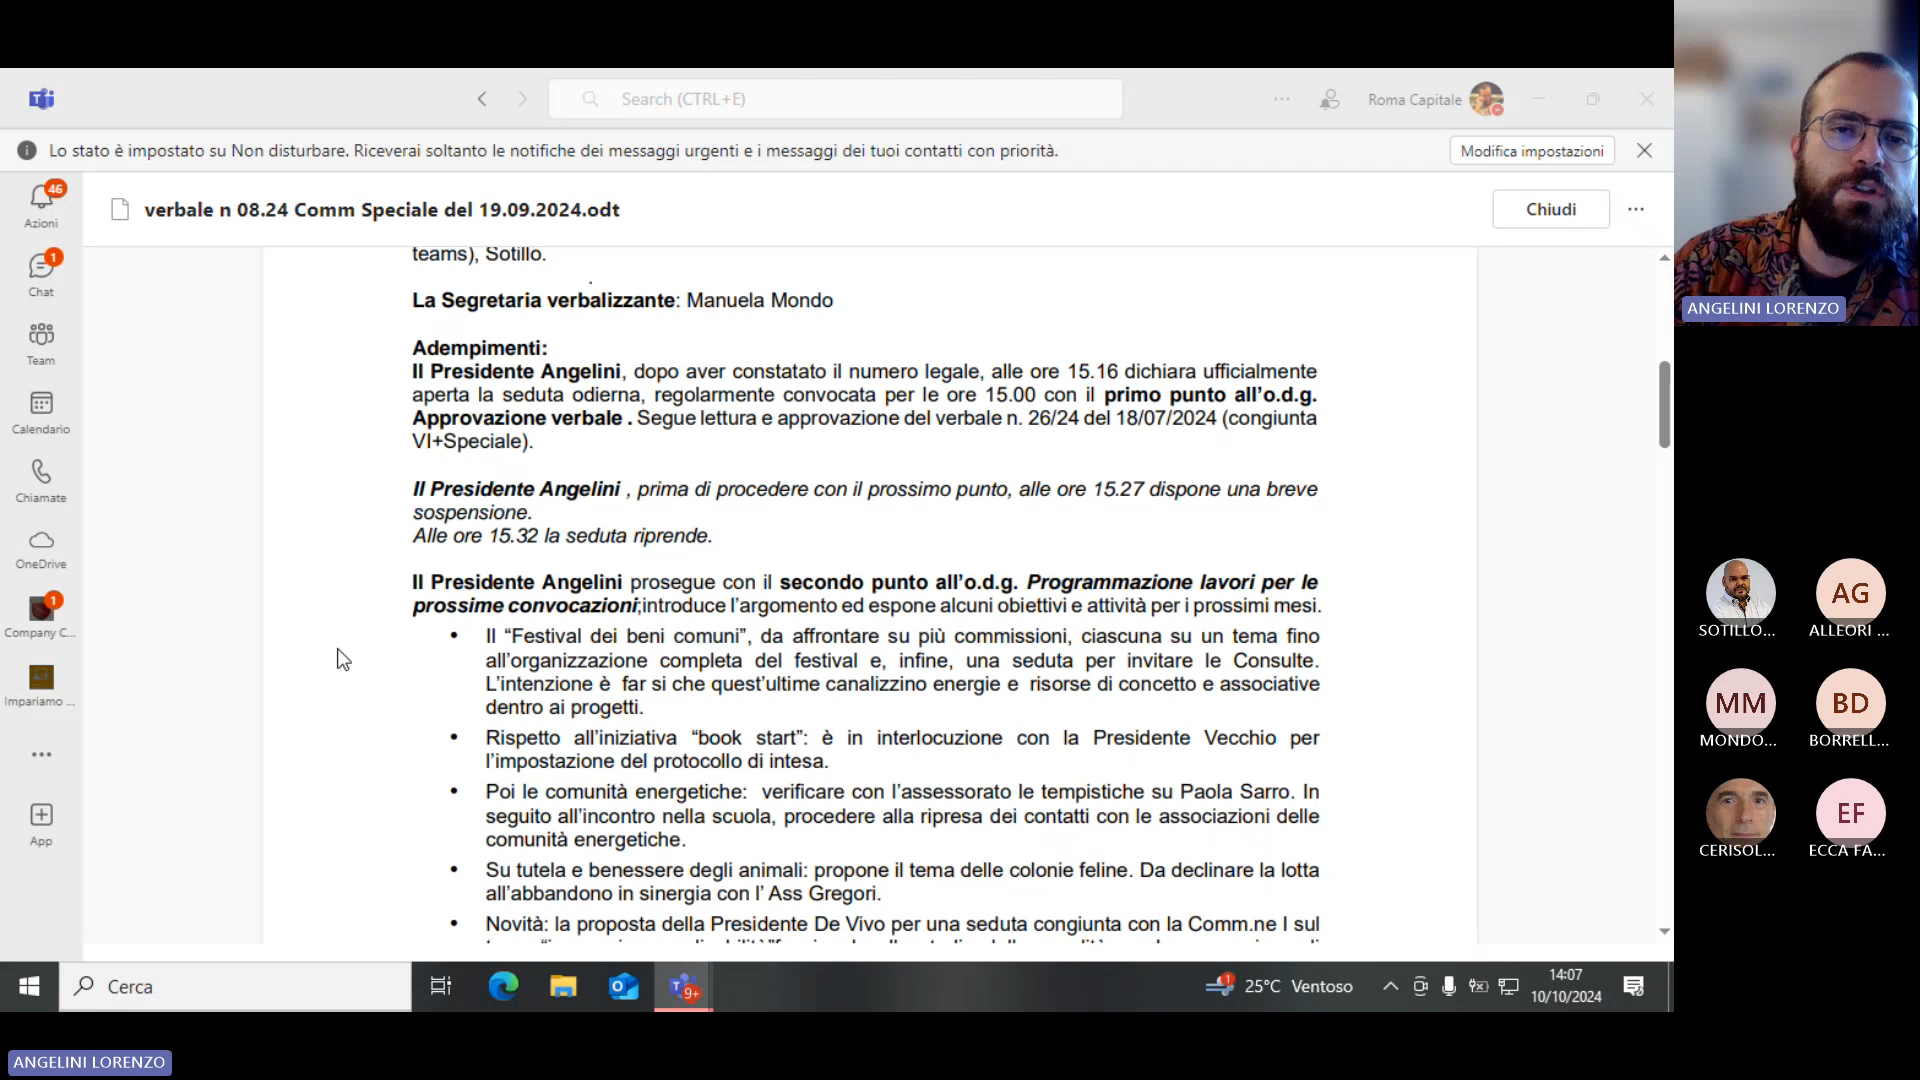 Search (CTRL+E)
Roma Capitale
Lo stato è impostato su Non disturbare. Riceverai soltanto le notifiche dei messaggi urgenti e i messaggi dei tuoi contatti con priorità.
Modifica impostazioni
46
Azioni
1
Chat
Team
Calendario
Chiamate
OneDrive
1
Company C...
Impariamo ...
App
verbale n 08.24 Comm Speciale del 19.09.2024.odt
Chiudi
teams), Sotillo.
La Segretaria verbalizzante: Manuela Mondo
Adempimenti:
Il Presidente Angelini, dopo aver constatato il numero legale, alle ore 15.16 dichiara ufficialmente
aperta la seduta odierna, regolarmente convocata per le ore 15.00 con il primo punto all’o.d.g.
Approvazione verbale . Segue lettura e approvazione del verbale n. 26/24 del 18/07/2024 (congiunta
VI+Speciale).
Il Presidente Angelini , prima di procedere con il prossimo punto, alle ore 15.27 dispone una breve
sospensione.
Alle ore 15.32 la seduta riprende.
Il Presidente Angelini prosegue con il secondo punto all’o.d.g. Programmazione lavori per le
prossime convocazioni;introduce l’argomento ed espone alcuni obiettivi e attività per i prossimi mesi.
• Il “Festival dei beni comuni”, da affrontare su più commissioni, ciascuna su un tema fino
all’organizzazione completa del festival e, infine, una seduta per invitare le Consulte.
L’intenzione è far si che quest’ultime canalizzino energie e risorse di concetto e associative
dentro ai progetti.
• Rispetto all’iniziativa “book start”: è in interlocuzione con la Presidente Vecchio per
l’impostazione del protocollo di intesa.
• Poi le comunità energetiche: verificare con l’assessorato le tempistiche su Paola Sarro. In
seguito all’incontro nella scuola, procedere alla ripresa dei contatti con le associazioni delle
comunità energetiche.
• Su tutela e benessere degli animali: propone il tema delle colonie feline. Da declinare la lotta
all’abbandono in sinergia con l’ Ass Gregori.
• Novità: la proposta della Presidente De Vivo per una seduta congiunta con la Comm.ne I sul
Cerca
9+
1
25°C Ventoso
14:07
10/10/2024
ANGELINI LORENZO
SOTILLO...
AG
ALLEORI ...
MM
MONDO...
BD
BORRELL...
CERISOL...
EF
ECCA FA...
ANGELINI LORENZO